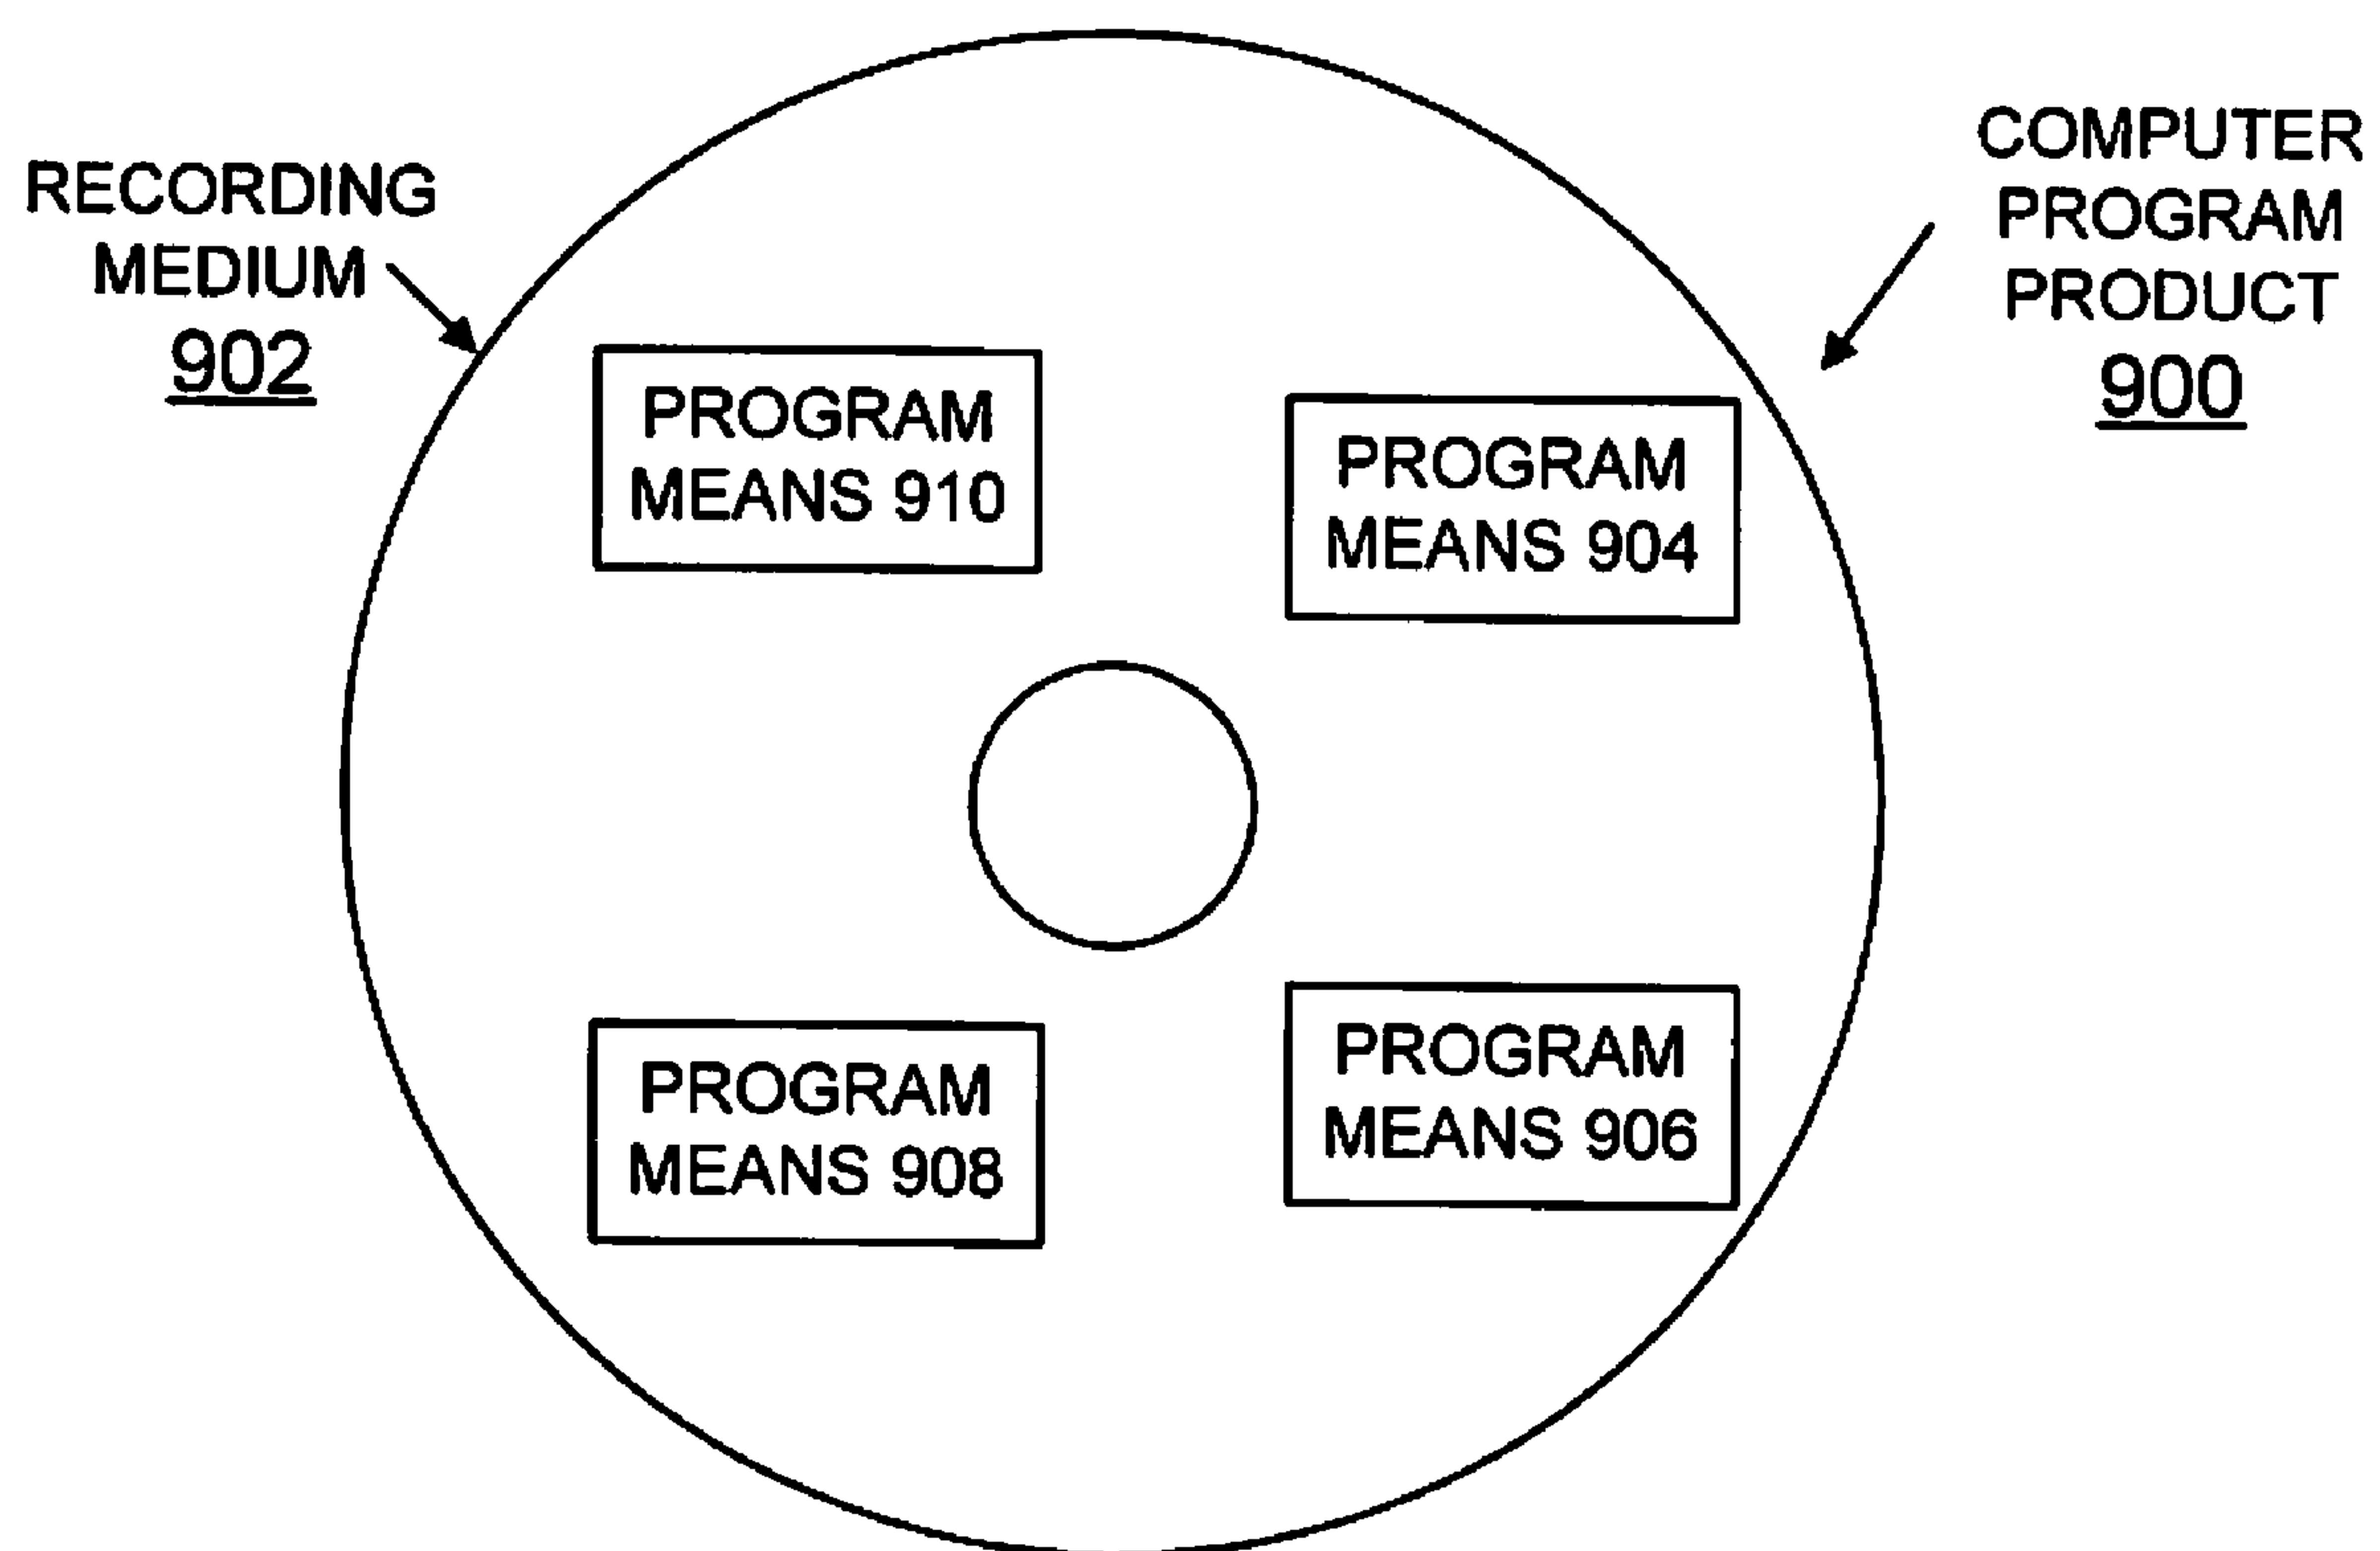 RECORDING
MEDIUM
902
COMPUTER
PROGRAM
PRODUCT
900
PROGRAM
MEANS 910
PROGRAM
MEANS 904
PROGRAM
MEANS 908
PROGRAM
MEANS 906